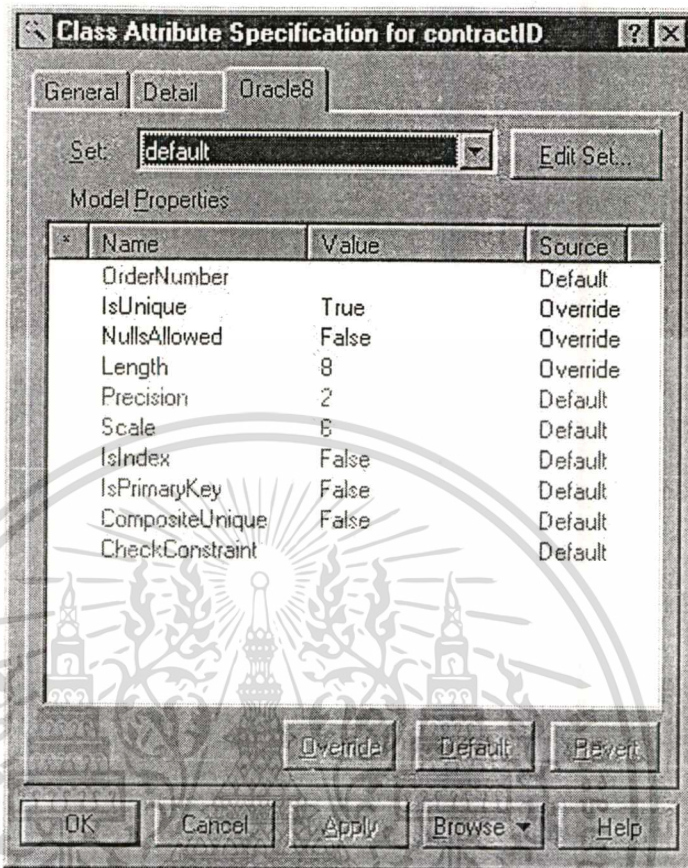 Class Attribute Specification for contractID
General Detail Oracle8
Set: default Edit Set...
Model Properties
* Name Value Source
OrderNumber Default
IsUnique True Override
NullsAllowed False Override
Length 8 Override
Precision 2 Default
Scale 6 Default
IsIndex False Default
IsPrimaryKey False Default
CompositeUnique False Default
CheckConstraint Default
Override Default Revert
OK Cancel Apply Browse Help